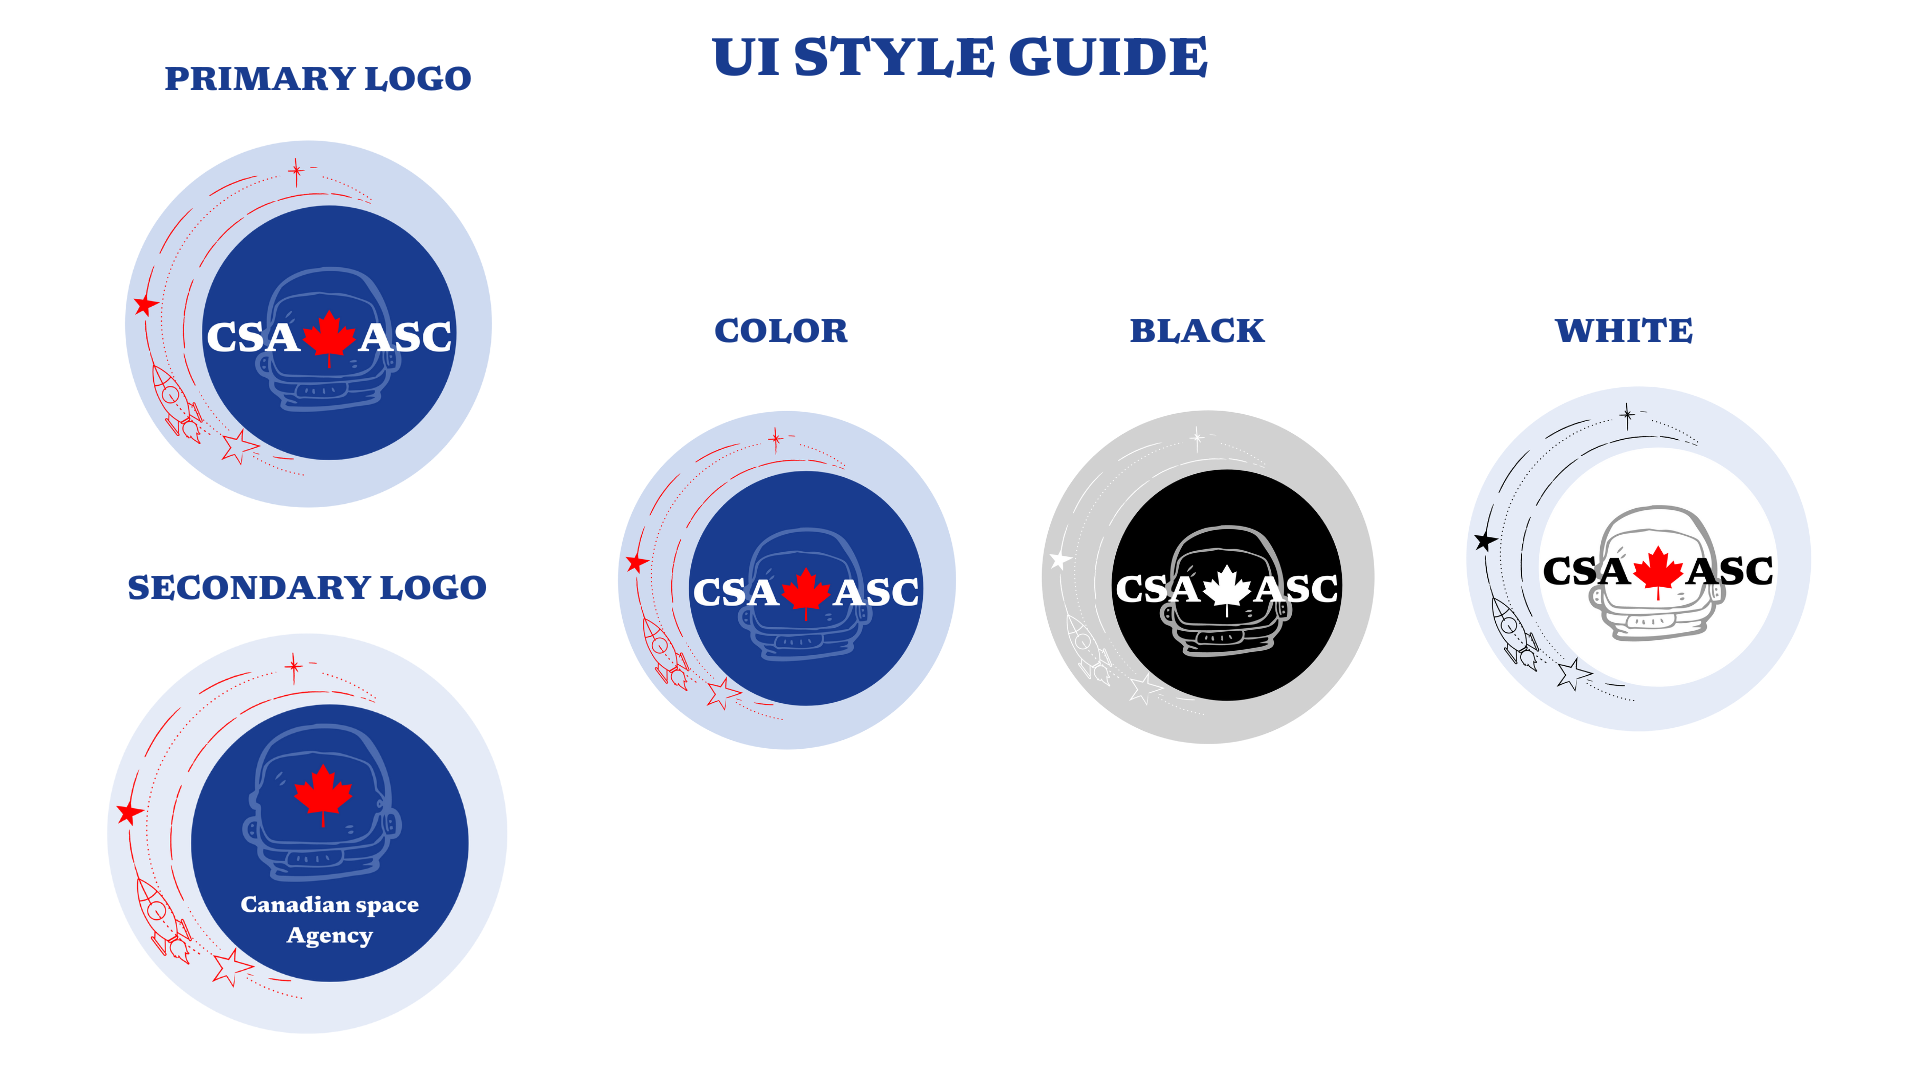 UI STYLE GUIDE
PRIMARY LOGO
CSA ASC
SECONDARY LOGO
Canadian space
Agency
COLOR
CSA ASC
BLACK
CSA ASC
WHITE
CSA ASC